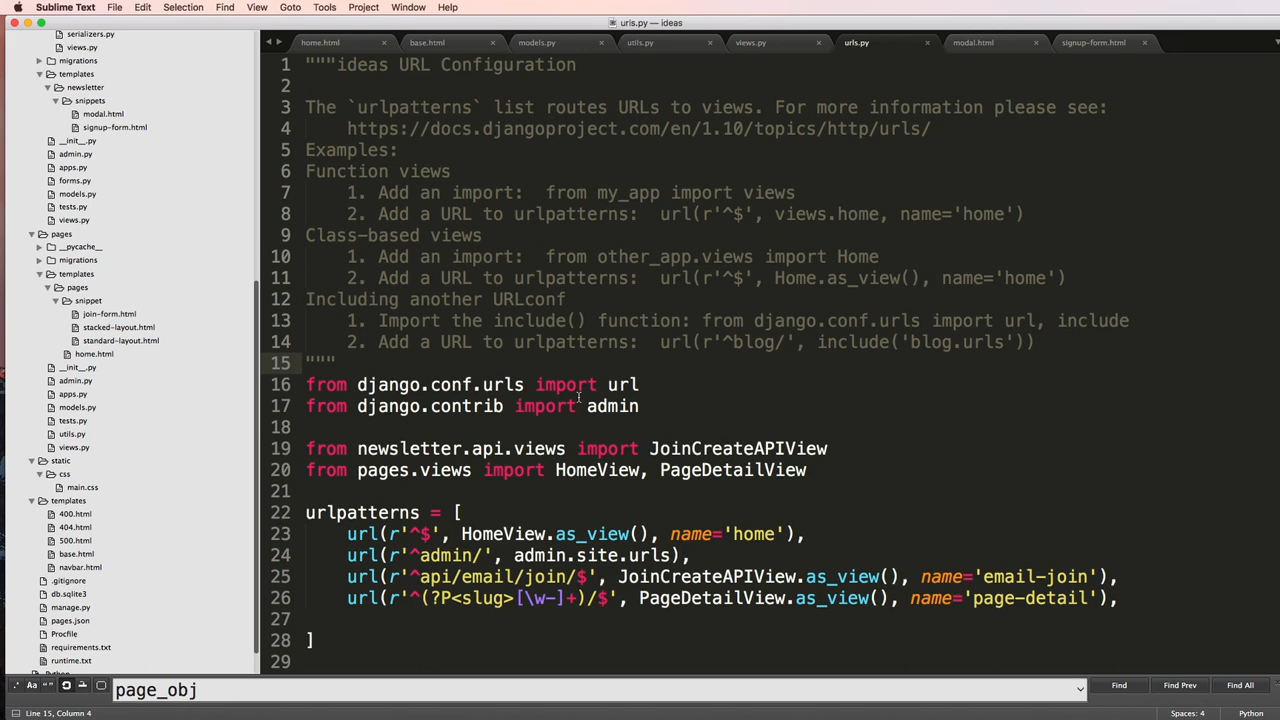 Sublime Text File Edit Selection Find View Goto Tools Project Window Help
urls.py — ideas
serializers.py
views.py
migrations
templates
newsletter
snippets
modal.html
signup-form.html
__init__.py
admin.py
apps.py
forms.py
models.py
tests.py
views.py
pages
__pycache__
migrations
templates
pages
snippet
join-form.html
stacked-layout.html
standard-layout.html
home.html
__init__.py
admin.py
apps.py
models.py
tests.py
utils.py
views.py
static
css
main.css
templates
400.html
404.html
500.html
base.html
navbar.html
.gitignore
db.sqlite3
manage.py
pages.json
Procfile
requirements.txt
runtime.txt
home.html × base.html × models.py × utils.py × views.py × urls.py × modal.html × signup-form.html ×
1 """ideas URL Configuration
2
3 The `urlpatterns` list routes URLs to views. For more information please see:
4     https://docs.djangoproject.com/en/1.10/topics/http/urls/
5 Examples:
6 Function views
7     1. Add an import:  from my_app import views
8     2. Add a URL to urlpatterns:  url(r'^$', views.home, name='home')
9 Class-based views
10     1. Add an import:  from other_app.views import Home
11     2. Add a URL to urlpatterns:  url(r'^$', Home.as_view(), name='home')
12 Including another URLconf
13     1. Import the include() function: from django.conf.urls import url, include
14     2. Add a URL to urlpatterns:  url(r'^blog/', include('blog.urls'))
15 """
16 from django.conf.urls import url
17 from django.contrib import admin
18
19 from newsletter.api.views import JoinCreateAPIView
20 from pages.views import HomeView, PageDetailView
21
22 urlpatterns = [
23     url(r'^$', HomeView.as_view(), name='home'),
24     url(r'^admin/', admin.site.urls),
25     url(r'^api/email/join/$', JoinCreateAPIView.as_view(), name='email-join'),
26     url(r'^(?P<slug>[\w-]+)/$', PageDetailView.as_view(), name='page-detail'),
27
28 ]
29
.* Aa “” page_obj Find Find Prev Find All
Line 15, Column 4 Spaces: 4 Python